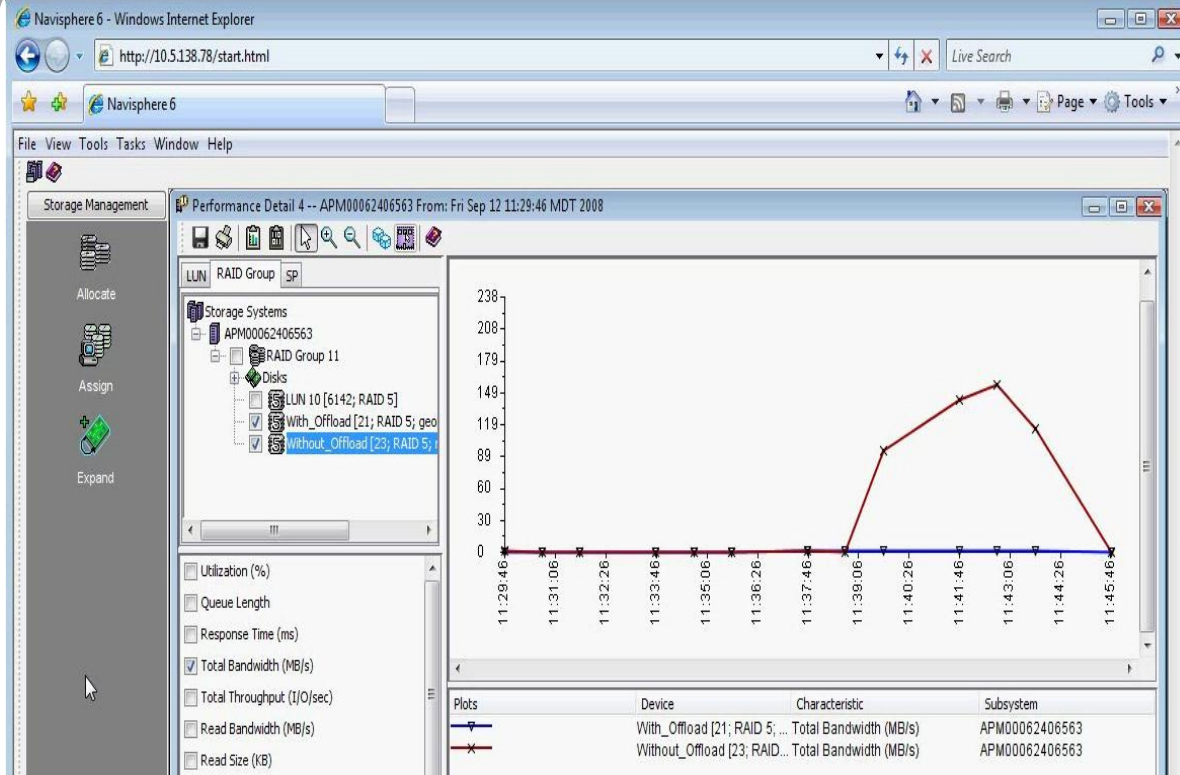 Navisphere 6 - Windows Internet Explorer
http://10.5.138.78/start.html
Live Search
Navisphere 6
Page
Tools
File View Tools Tasks Window Help
Storage Management
Allocate
Assign
Expand
Performance Detail 4 -- APM00062406563 From: Fri Sep 12 11:29:46 MDT 2008
LUN
RAID Group
SP
Storage Systems
APM00062406563
RAID Group 11
Disks
LUN 10 [6142; RAID 5]
With_Offload [21; RAID 5; geo
Without_Offload [23; RAID 5;
Utilization (%)
Queue Length
Response Time (ms)
Total Bandwidth (MB/s)
Total Throughput (I/O/sec)
Read Bandwidth (MB/s)
Read Size (KB)
238
208
179
149
119
89
60
30
0
11:29:46
11:31:06
11:32:26
11:33:46
11:35:06
11:36:26
11:37:46
11:39:06
11:40:26
11:41:46
11:43:06
11:44:26
11:45:46
Plots Device Characteristic Subsystem
With_Offload [21; RAID 5; ... Total Bandwidth (MB/s) APM00062406563
Without_Offload [23; RAID... Total Bandwidth (MB/s) APM00062406563